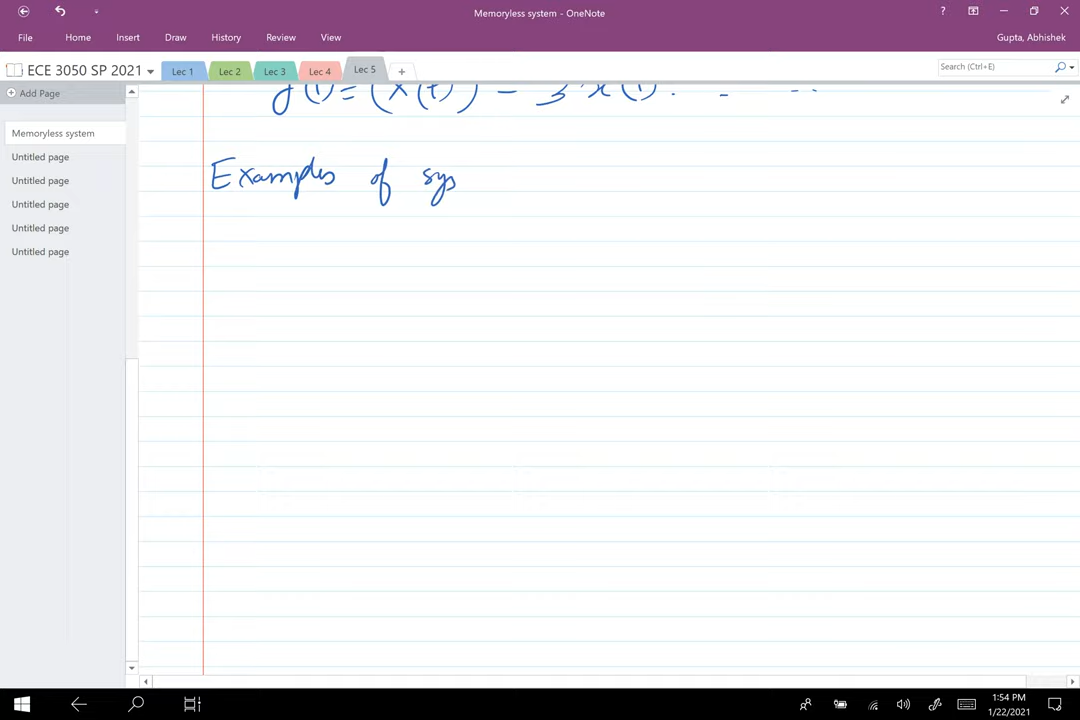 Memoryless system - OneNote
?
File Home Insert Draw History Review View
Gupta, Abhishek
ECE 3050 SP 2021
Lec 1 Lec 2 Lec 3 Lec 4 Lec 5 +
Search (Ctrl+E)
Add Page
Memoryless system
Untitled page
Untitled page
Untitled page
Untitled page
Untitled page
Examples of sys
1:54 PM
1/22/2021